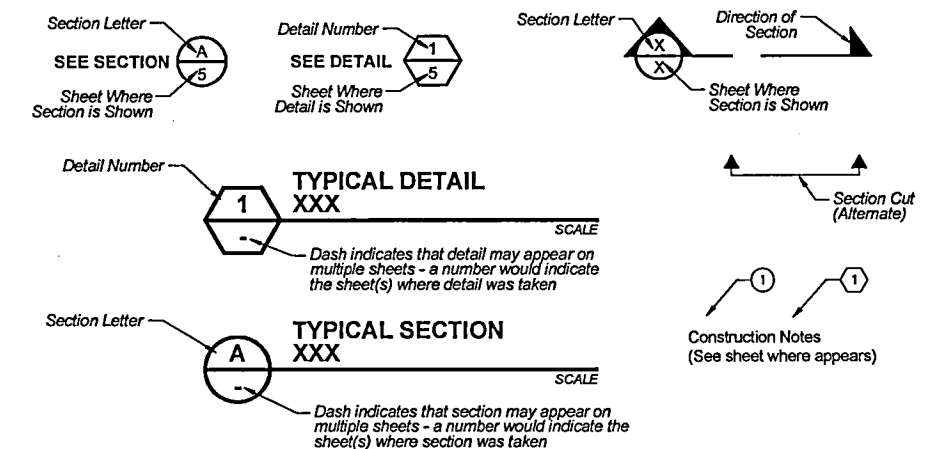 Section Letter
SEE SECTION
A
5
Sheet Where
Section is Shown
Detail Number
SEE DETAIL
1
5
Sheet Where
Detail is Shown
Section Letter
X
X
Sheet Where
Section is Shown
Direction of
Section
Detail Number
1
-
TYPICAL DETAIL
XXX
SCALE
Dash indicates that detail may appear on
multiple sheets - a number would indicate
the sheet(s) where detail was taken
Section Cut
(Alternate)
1
1
Construction Notes
(See sheet where appears)
Section Letter
A
-
TYPICAL SECTION
XXX
SCALE
Dash indicates that section may appear on
multiple sheets - a number would indicate the
sheet(s) where section was taken